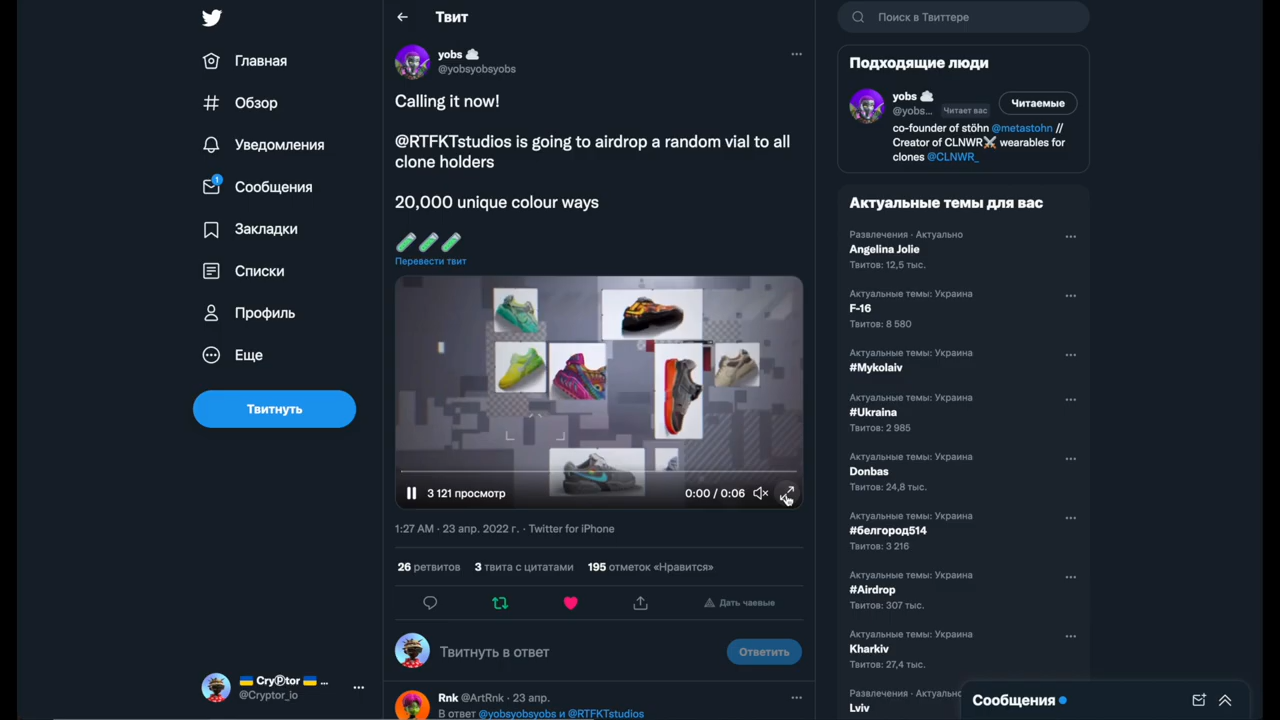 Главная
Обзор
Уведомления
1
Сообщения
Закладки
Списки
Профиль
Еще
Твитнуть
🇺🇦 CryⓅtor 🇺🇦 ...
@Cryptor_io
Твит
yobs
@yobsyobsyobs
Calling it now!
@RTFKTstudios is going to airdrop a random vial to all
clone holders
20,000 unique colour ways
Перевести твит
3 121 просмотр
0:00 / 0:06
1:27 AM · 23 апр. 2022 г. · Twitter for iPhone
26 ретвитов 3 твита с цитатами 195 отметок «Нравится»
Дать чаевые
Твитнуть в ответ
Ответить
Rnk @ArtRnk · 23 апр.
В ответ @yobsyobsyobs и @RTFKTstudios
Поиск в Твиттере
Подходящие люди
yobs
@yobs... Читает вас
Читаемые
co-founder of stöhn @metastohn //
Creator of CLNWR⚔️ wearables for
clones @CLNWR_
Актуальные темы для вас
Развлечения · Актуально
Angelina Jolie
Твитов: 12,5 тыс.
Актуальные темы: Украина
F-16
Твитов: 8 580
Актуальные темы: Украина
#Mykolaiv
Актуальные темы: Украина
#Ukraina
Твитов: 2 985
Актуальные темы: Украина
Donbas
Твитов: 24,8 тыс.
Актуальные темы: Украина
#белгород514
Твитов: 3 216
Актуальные темы: Украина
#Airdrop
Твитов: 307 тыс.
Актуальные темы: Украина
Kharkiv
Твитов: 27,4 тыс.
Развлечения · Актуально
Lviv
Сообщения